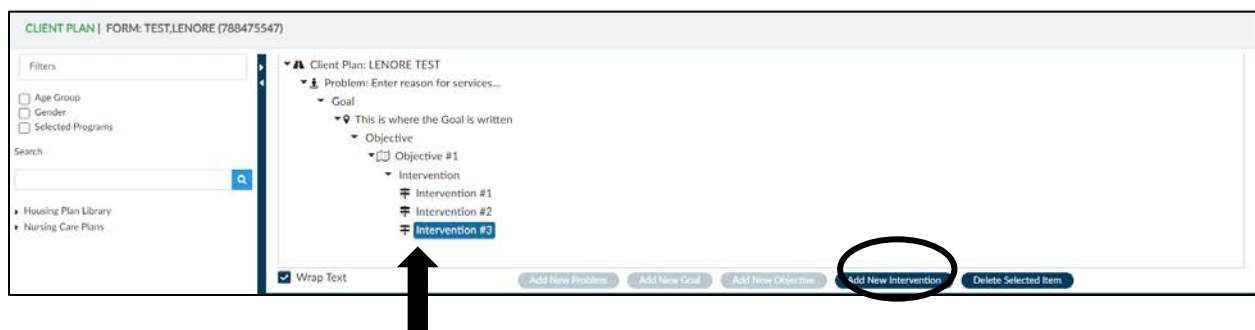 CLIENT PLAN | FORM: TEST,LENORE (788475547)
Filters
Age Group
Gender
Selected Programs
Search
Housing Plan Library
Nursing Care Plans
Client Plan: LENORE TEST
Problem: Enter reason for services...
Goal
This is where the Goal is written
Objective
Objective #1
Intervention
Intervention #1
Intervention #2
Intervention #3
Wrap Text
Add New Problem
Add New Goal
Add New Objective
Add New Intervention
Delete Selected Item